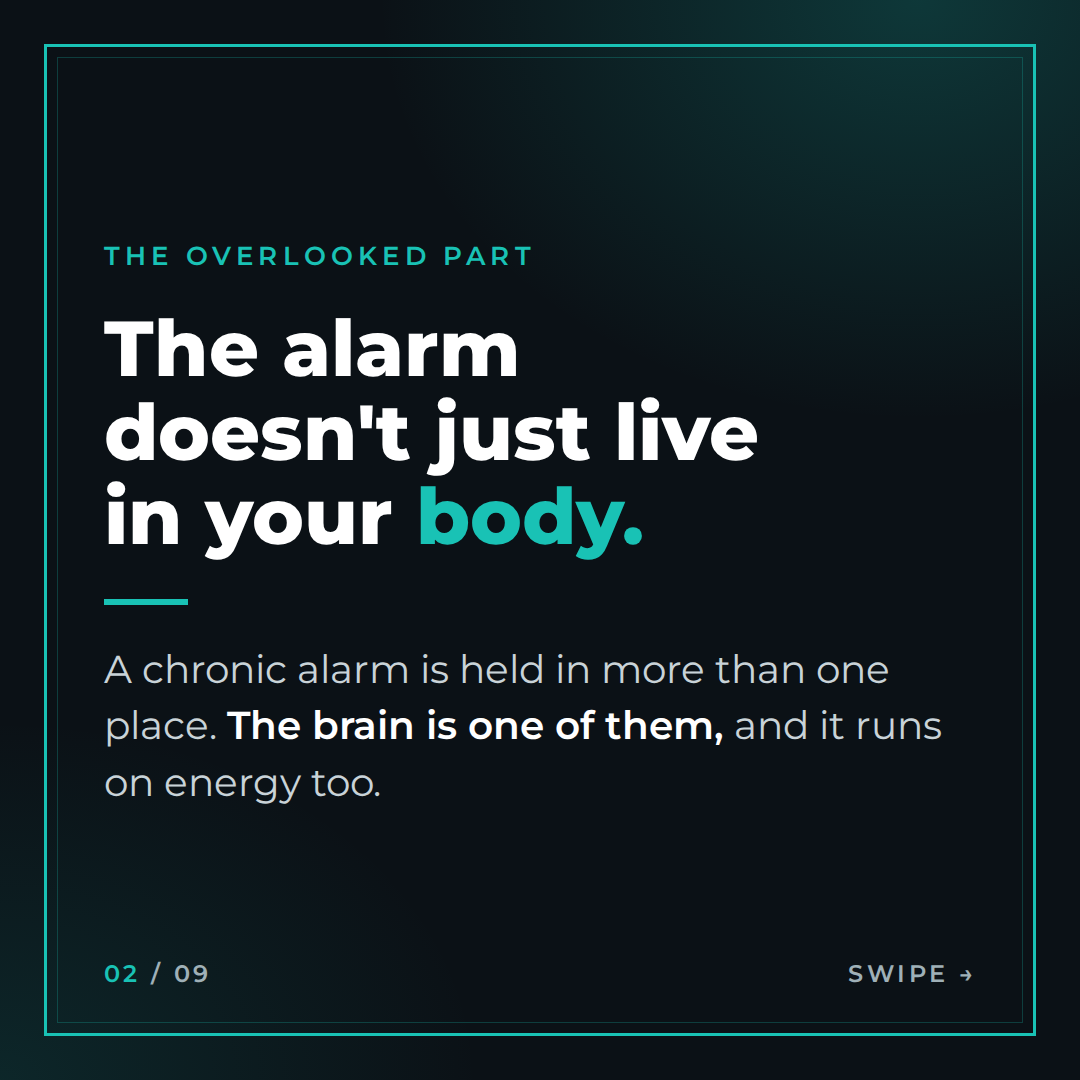 THE OVERLOOKED PART
The alarm
doesn't just live
in your body.
A chronic alarm is held in more than one
place. The brain is one of them, and it runs
on energy too.
02 / 09
SWIPE →